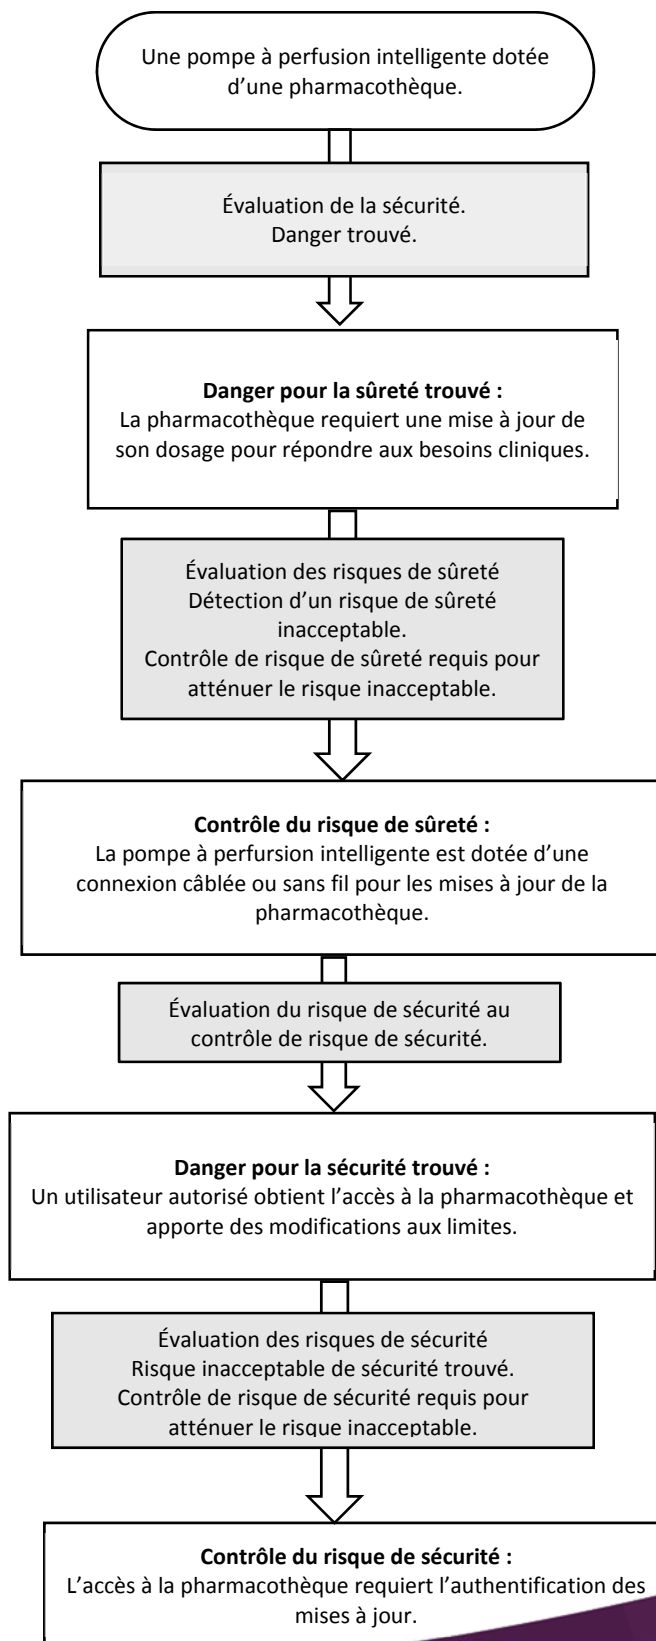 Une pompe à perfusion intelligente dotée
d'une pharmacothèque.
Évaluation de la sécurité.
Danger trouvé.
Danger pour la sûreté trouvé :
La pharmacothèque requiert une mise à jour de
son dosage pour répondre aux besoins cliniques.
Évaluation des risques de sûreté
Détection d'un risque de sûreté
inacceptable.
Contrôle de risque de sûreté requis pour
atténuer le risque inacceptable.
Contrôle du risque de sûreté :
La pompe à perfursion intelligente est dotée d'une
connexion câblée ou sans fil pour les mises à jour de la
pharmacothèque.
Évaluation du risque de sécurité au
contrôle de risque de sécurité.
Danger pour la sécurité trouvé :
Un utilisateur autorisé obtient l'accès à la pharmacothèque et
apporte des modifications aux limites.
Évaluation des risques de sécurité
Risque inacceptable de sécurité trouvé.
Contrôle de risque de sécurité requis pour
atténuer le risque inacceptable.
Contrôle du risque de sécurité :
L'accès à la pharmacothèque requiert l'authentification des
mises à jour.